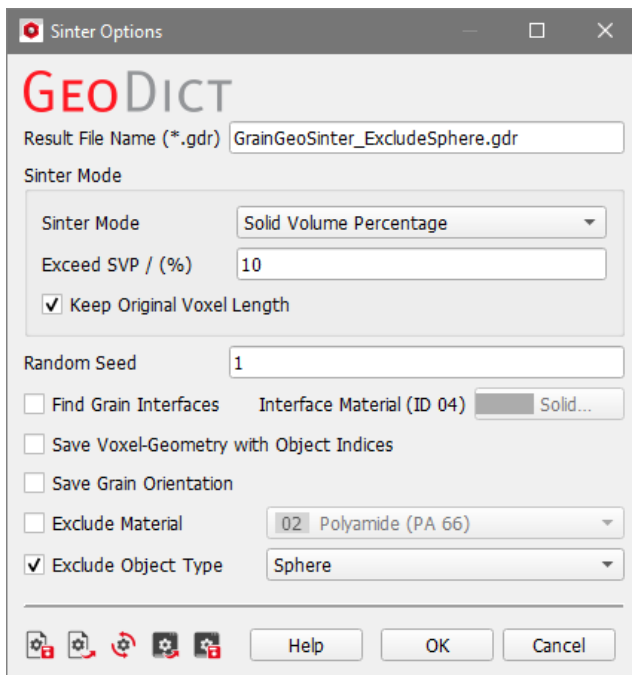 Sinter Options
GEODICT
Result File Name (*.gdr) GrainGeoSinter_ExcludeSphere.gdr
Sinter Mode
Sinter Mode Solid Volume Percentage
Exceed SVP / (%) 10
Keep Original Voxel Length
Random Seed 1
Find Grain Interfaces Interface Material (ID 04) Solid...
Save Voxel-Geometry with Object Indices
Save Grain Orientation
Exclude Material 02 Polyamide (PA 66)
Exclude Object Type Sphere
Help OK Cancel